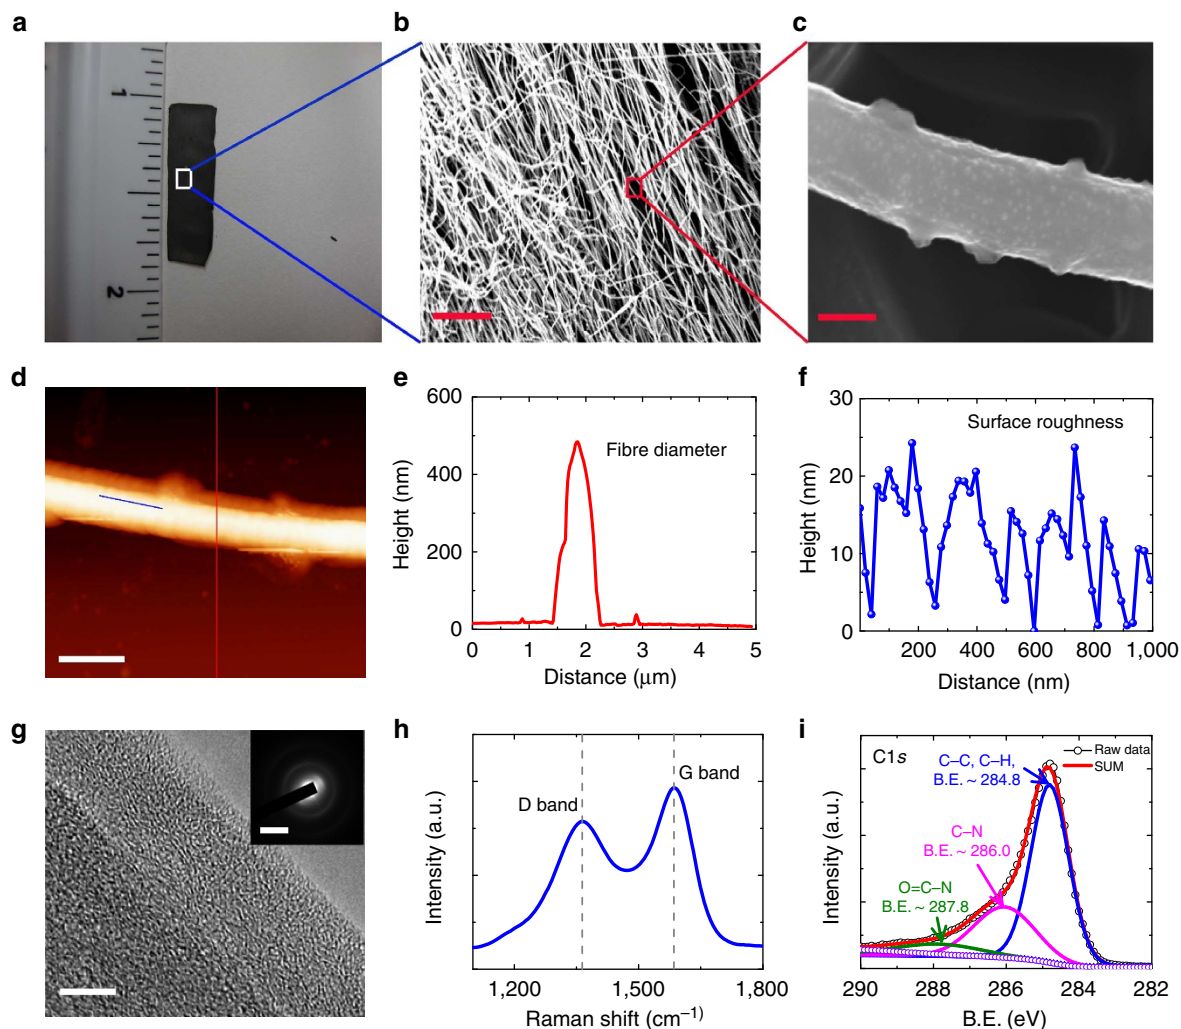 a
b
c
1
2
d
e
f
600
400
200
0
Height (nm)
Fibre diameter
0
1
2
3
4
5
Distance (μm)
30
20
10
0
Height (nm)
Surface roughness
200
400
600
800
1,000
Distance (nm)
g
h
i
Intensity (a.u.)
D band
G band
1,200
1,500
1,800
Raman shift (cm⁻¹)
Intensity (a.u.)
C1s
Raw data
SUM
C–C, C–H,
B.E. ~ 284.8
C–N
B.E. ~ 286.0
O=C–N
B.E. ~ 287.8
290
288
286
284
282
B.E. (eV)